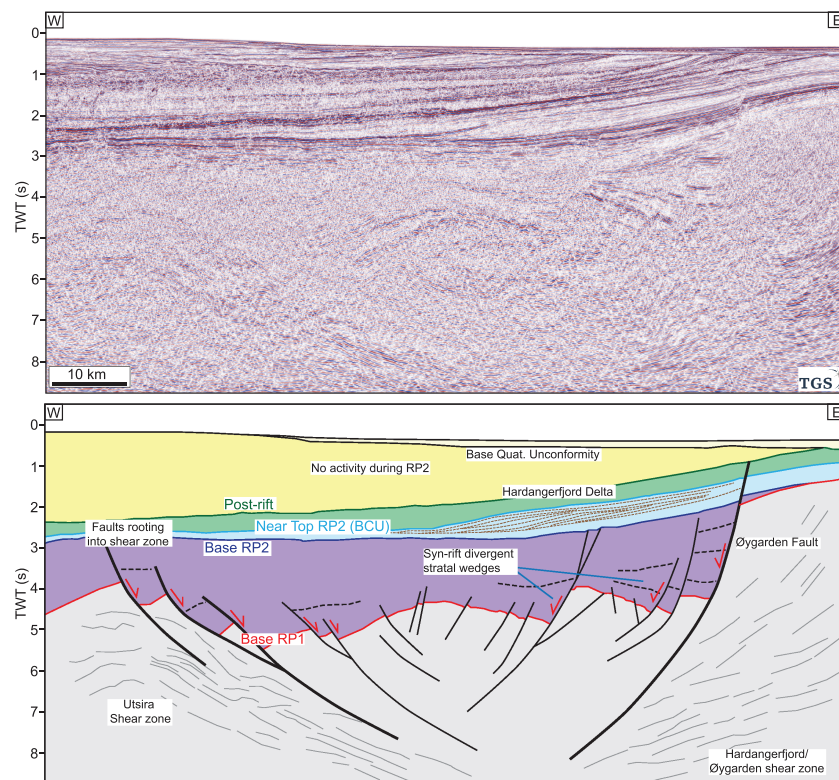 W
E
0
1
2
3
4
5
6
7
8
TWT (s)
10 km
TGS
W
E
0
1
2
3
4
5
6
7
8
TWT (s)
Base Quat. Unconformity
No activity during RP2
Hardangerfjord Delta
Post-rift
Near Top RP2 (BCU)
Faults rooting
into shear zone
Base RP2
Syn-rift divergent
stratal wedges
Øygarden Fault
Base RP1
Utsira
Shear zone
Hardangerfjord/
Øygarden shear zone